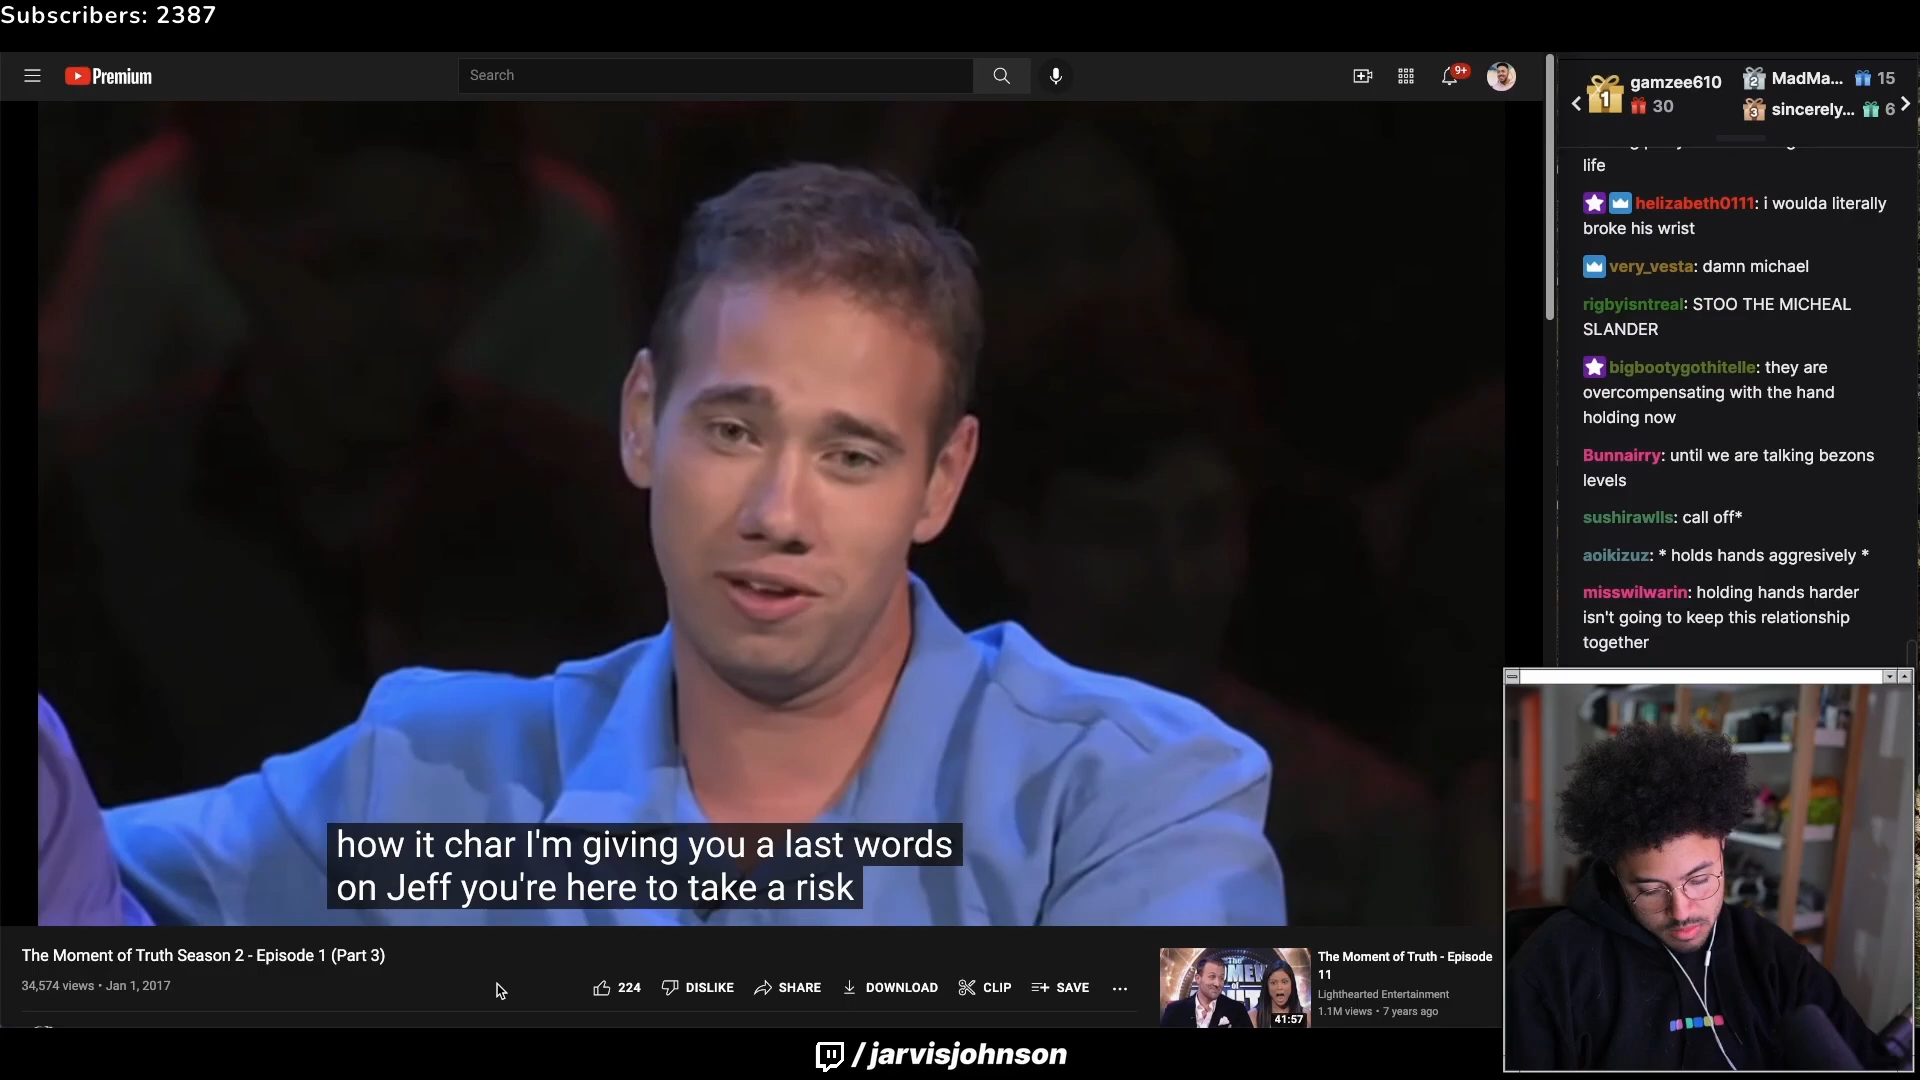 Subscribers: 2387
Premium
Search
9+
gamzee610
30
2
MadMa... 15
3
sincerely... 6
1
life
helizabeth0111: i woulda literally
broke his wrist
very_vesta: damn michael
rigbyisntreal: STOO THE MICHEAL
SLANDER
bigbootygothitelle: they are
overcompensating with the hand
holding now
Bunnairry: until we are talking bezons
levels
sushirawlls: call off*
aoikizuz: * holds hands aggresively *
misswilwarin: holding hands harder
isn't going to keep this relationship
together
how it char I'm giving you a last words
on Jeff you're here to take a risk
The Moment of Truth Season 2 - Episode 1 (Part 3)
34,574 views • Jan 1, 2017
224 DISLIKE SHARE DOWNLOAD CLIP SAVE ...
41:57
The Moment of Truth - Episode
11
Lighthearted Entertainment
1.1M views • 7 years ago
/jarvisjohnson